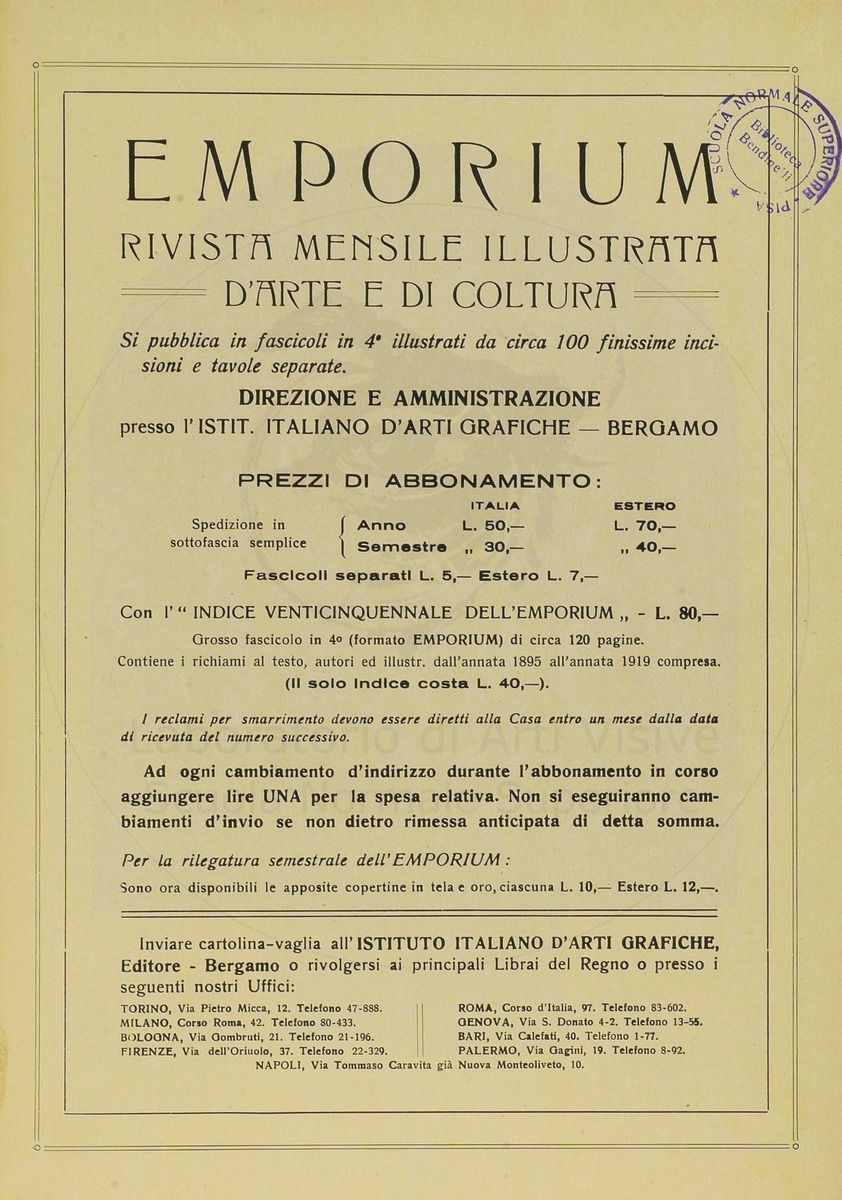 EMPORIUM
RIVISTA MENSILE ILLUSTRATA
D'ARTE E DI COLTURA
SCUOLA NORMALE SUPERIORE * PISA *
Biblioteca
Si pubblica in fascicoli in 4° illustrati da circa 100 finissime inci-
sioni e tavole separate.
DIREZIONE E AMMINISTRAZIONE
presso l'ISTIT. ITALIANO D'ARTI GRAFICHE — BERGAMO
PREZZI DI ABBONAMENTO:
ITALIA ESTERO
Spedizione in sottofascia semplice
Anno L. 50,— L. 70,—
Semestre „ 30,— „ 40,—
Fascicoli separati L. 5,— Estero L. 7,—
Con l'“ INDICE VENTICINQUENNALE DELL'EMPORIUM „ - L. 80,—
Grosso fascicolo in 4o (formato EMPORIUM) di circa 120 pagine.
Contiene i richiami al testo, autori ed illustr. dall'annata 1895 all'annata 1919 compresa.
(Il solo Indice costa L. 40,—).
I reclami per smarrimento devono essere diretti alla Casa entro un mese dalla data
di ricevuta del numero successivo.
di Arti Visive
Ad ogni cambiamento d'indirizzo durante l'abbonamento in corso
aggiungere lire UNA per la spesa relativa. Non si eseguiranno cam-
biamenti d'invio se non dietro rimessa anticipata di detta somma.
Per la rilegatura semestrale dell'EMPORIUM :
Sono ora disponibili le apposite copertine in tela e oro, ciascuna L. 10,— Estero L. 12,—.
Inviare cartolina-vaglia all'ISTITUTO ITALIANO D'ARTI GRAFICHE,
Editore - Bergamo o rivolgersi ai principali Librai del Regno o presso i
seguenti nostri Uffici:
TORINO, Via Pietro Micca, 12. Telefono 47-888.
MILANO, Corso Roma, 42. Telefono 80-433.
BOLOGNA, Via Gombruti, 21. Telefono 21-196.
FIRENZE, Via dell'Oriuolo, 37. Telefono 22-329.
ROMA, Corso d'Italia, 97. Telefono 83-602.
GENOVA, Via S. Donato 4-2. Telefono 13-55.
BARI, Via Calefati, 40. Telefono 1-77.
PALERMO, Via Gagini, 19. Telefono 8-92.
NAPOLI, Via Tommaso Caravita già Nuova Monteoliveto, 10.